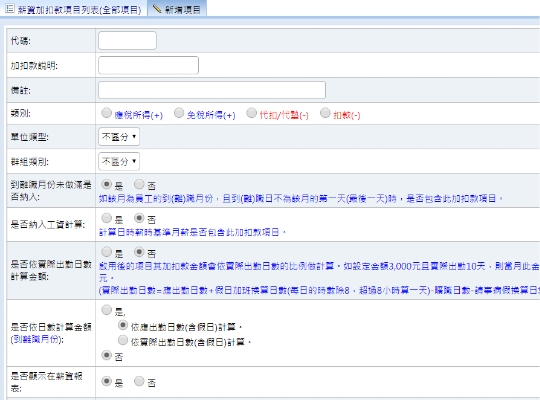 薪資加扣款項目列表(全部項目) 新增項目
代碼:
加扣款說明:
備註:
類別: 應稅所得(+) 免稅所得(+) 代扣/代墊(-) 扣款(-)
單位類型: 不區分
群組類別: 不區分
到離職月份未做滿是否納入: 是 否
如該月為員工的到(離)職月份，且到(離)職日不為該月的第一天(最後一天)時，是否包含此加扣款項目。
是否納入工資計算: 是 否
計算日時薪時基準月薪是否包含此加扣款項目。
是否依實際出勤日數計算金額: 是 否
啟用後的項目其加扣款金額會依實際出勤日數的比例做計算。如設定金額3,000元且實際出勤10天，則當月此金
元。
(實際出勤日數=應出勤日數+假日加班換算日數(每日的時數除8，超過8小時算一天)-曠職日數-請事病假換算日
是否依日數計算金額(到離職月份): 是,
依應出勤日數(含假日)計算。
依實際出勤日數(含假日)計算。
否
是否顯示在薪資報表: 是 否